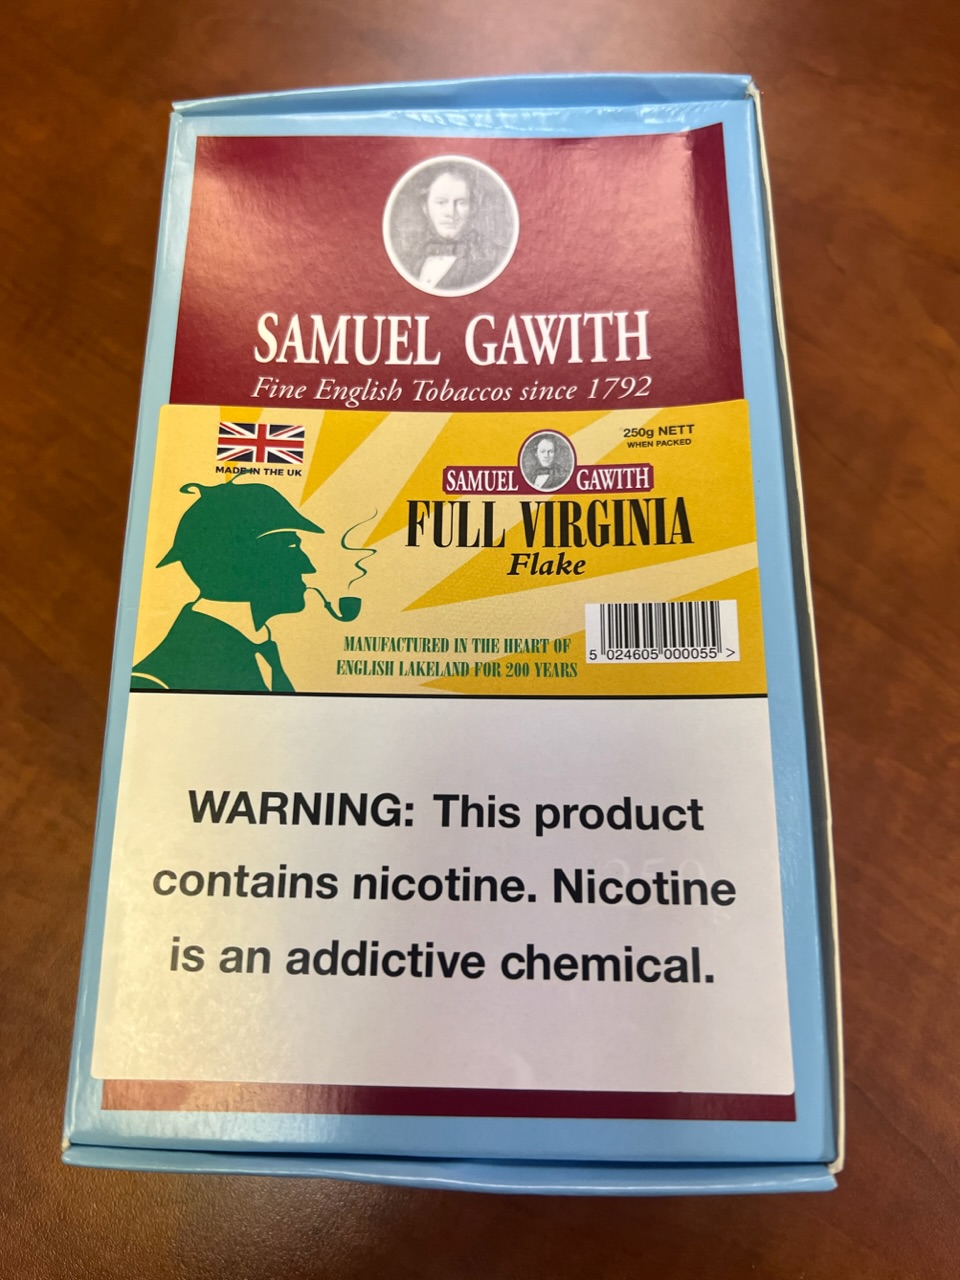 SAMUEL GAWITH
Fine English Tobaccos since 1792
MADE IN THE UK
250g NETT
WHEN PACKED
SAMUEL GAWITH
FULL VIRGINIA
Flake
MANUFACTURED IN THE HEART OF
ENGLISH LAKELAND FOR 200 YEARS
5 024605 000055 >
WARNING: This product
contains nicotine. Nicotine
is an addictive chemical.